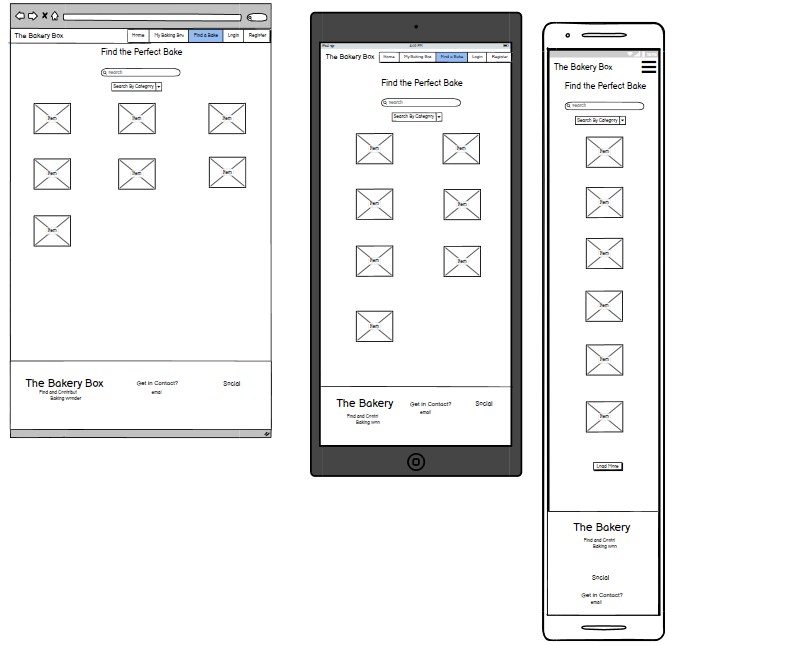 The Bakery Box
Home
My Baking Box
Find a Bake
Login
Register
Find the Perfect Bake
search
Search By Category
Item
Item
Item
Item
Item
Item
Item
The Bakery Box
Find and Contribut
Baking wonder
Get in Contact?
email
Social
iPad
The Bakery Box
Home
My Baking Box
Find a Bake
Login
Register
Find the Perfect Bake
search
Search By Category
Item
Item
Item
Item
Item
Item
Item
The Bakery
Find and Contri
Baking won
Get in Contact?
email
Social
The Bakery Box
Find the Perfect Bake
search
Search By Category
Item
Item
Item
Item
Item
Item
Load More
The Bakery
Find and Contri
Baking won
Social
Get in Contact?
email